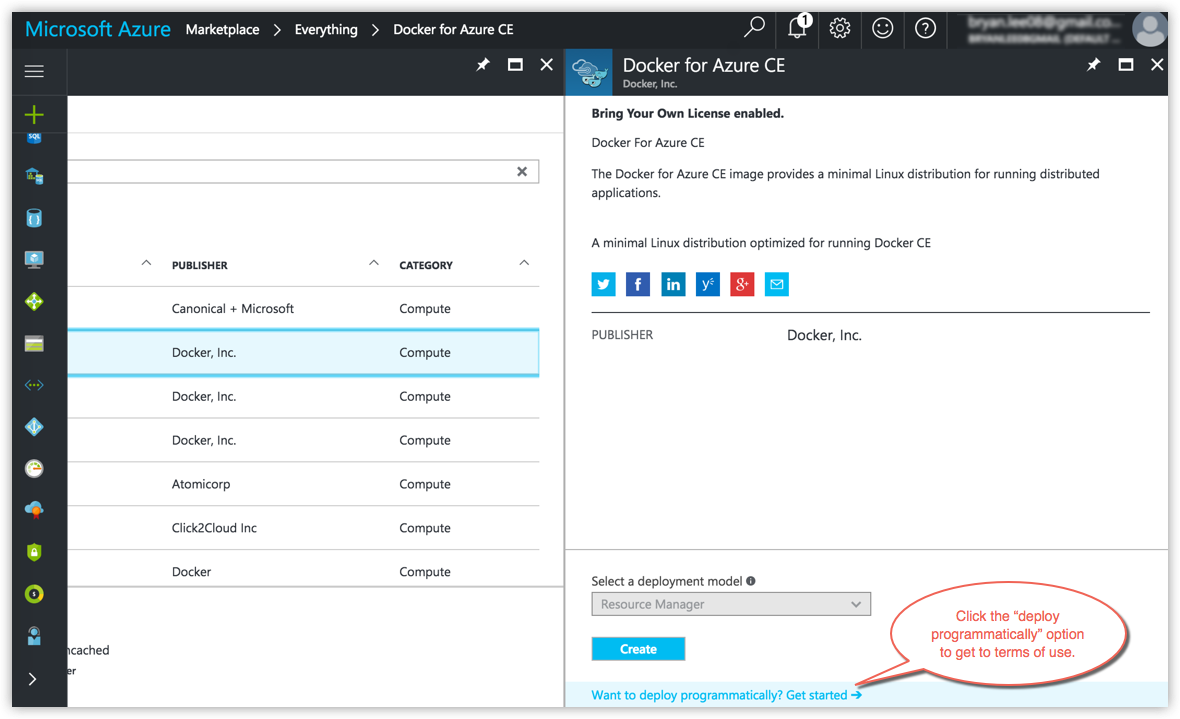 Microsoft Azure Marketplace > Everything > Docker for Azure CE
1
Docker for Azure CE
Docker, Inc.
SQL
PUBLISHER CATEGORY
Canonical + Microsoft Compute
Docker, Inc. Compute
Docker, Inc. Compute
Docker, Inc. Compute
Atomicorp Compute
Click2Cloud Inc Compute
Docker Compute
ncached
er
Bring Your Own License enabled.
Docker For Azure CE
The Docker for Azure CE image provides a minimal Linux distribution for running distributed
applications.
A minimal Linux distribution optimized for running Docker CE
PUBLISHER Docker, Inc.
Select a deployment model
Resource Manager
Create
Want to deploy programmatically? Get started →
Click the “deploy
programmatically” option
to get to terms of use.